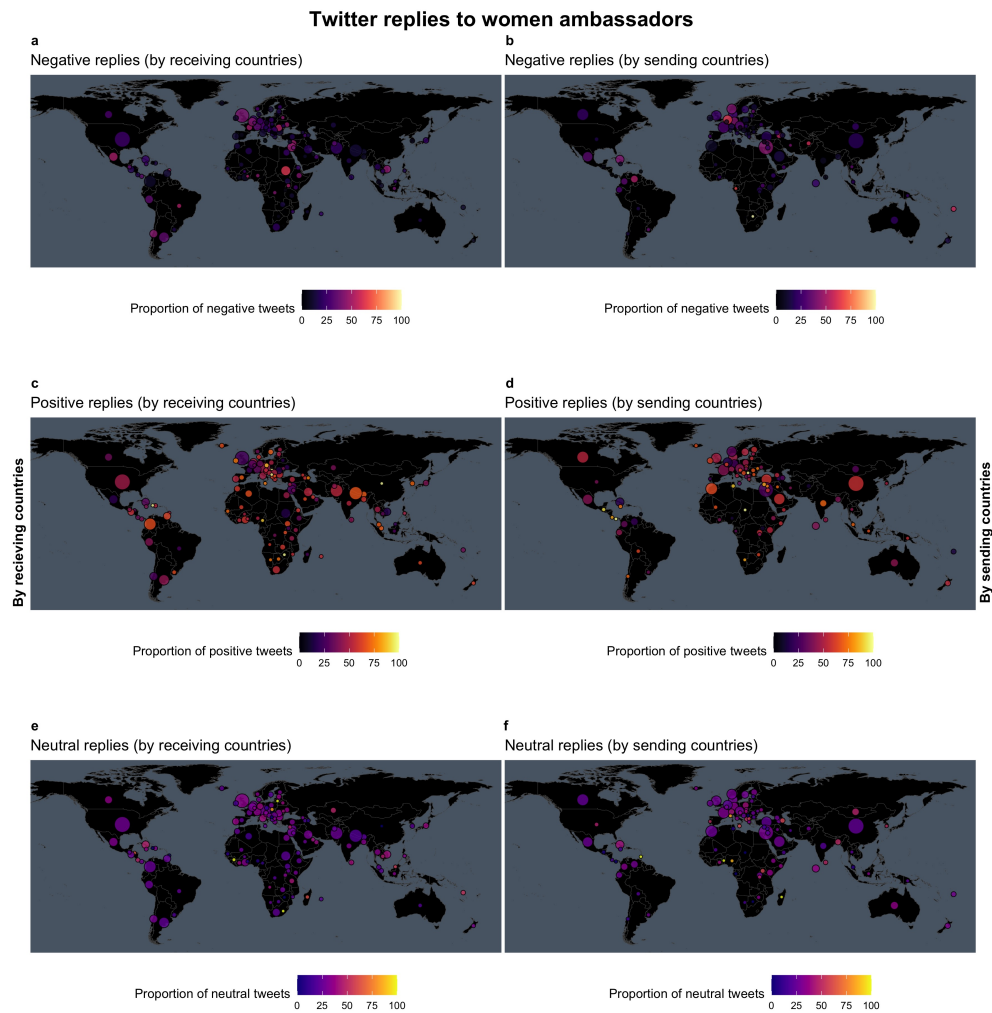 Twitter replies to women ambassadors
a
Negative replies (by receiving countries)
b
Negative replies (by sending countries)
Proportion of negative tweets
0 25 50 75 100
Proportion of negative tweets
0 25 50 75 100
c
Positive replies (by receiving countries)
d
Positive replies (by sending countries)
By recieving countries
By sending countries
Proportion of positive tweets
0 25 50 75 100
Proportion of positive tweets
0 25 50 75 100
e
Neutral replies (by receiving countries)
f
Neutral replies (by sending countries)
Proportion of neutral tweets
0 25 50 75 100
Proportion of neutral tweets
0 25 50 75 100